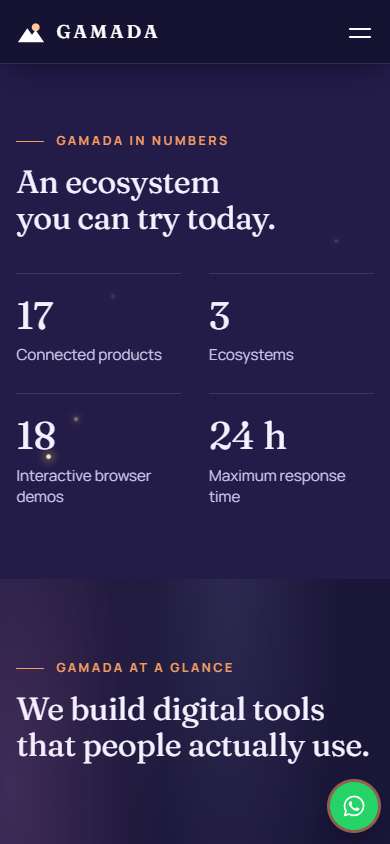 GAMADA
GAMADA IN NUMBERS
An ecosystem
you can try today.
17
Connected products
3
Ecosystems
18
Interactive browser
demos
24 h
Maximum response
time
GAMADA AT A GLANCE
We build digital tools
that people actually use.